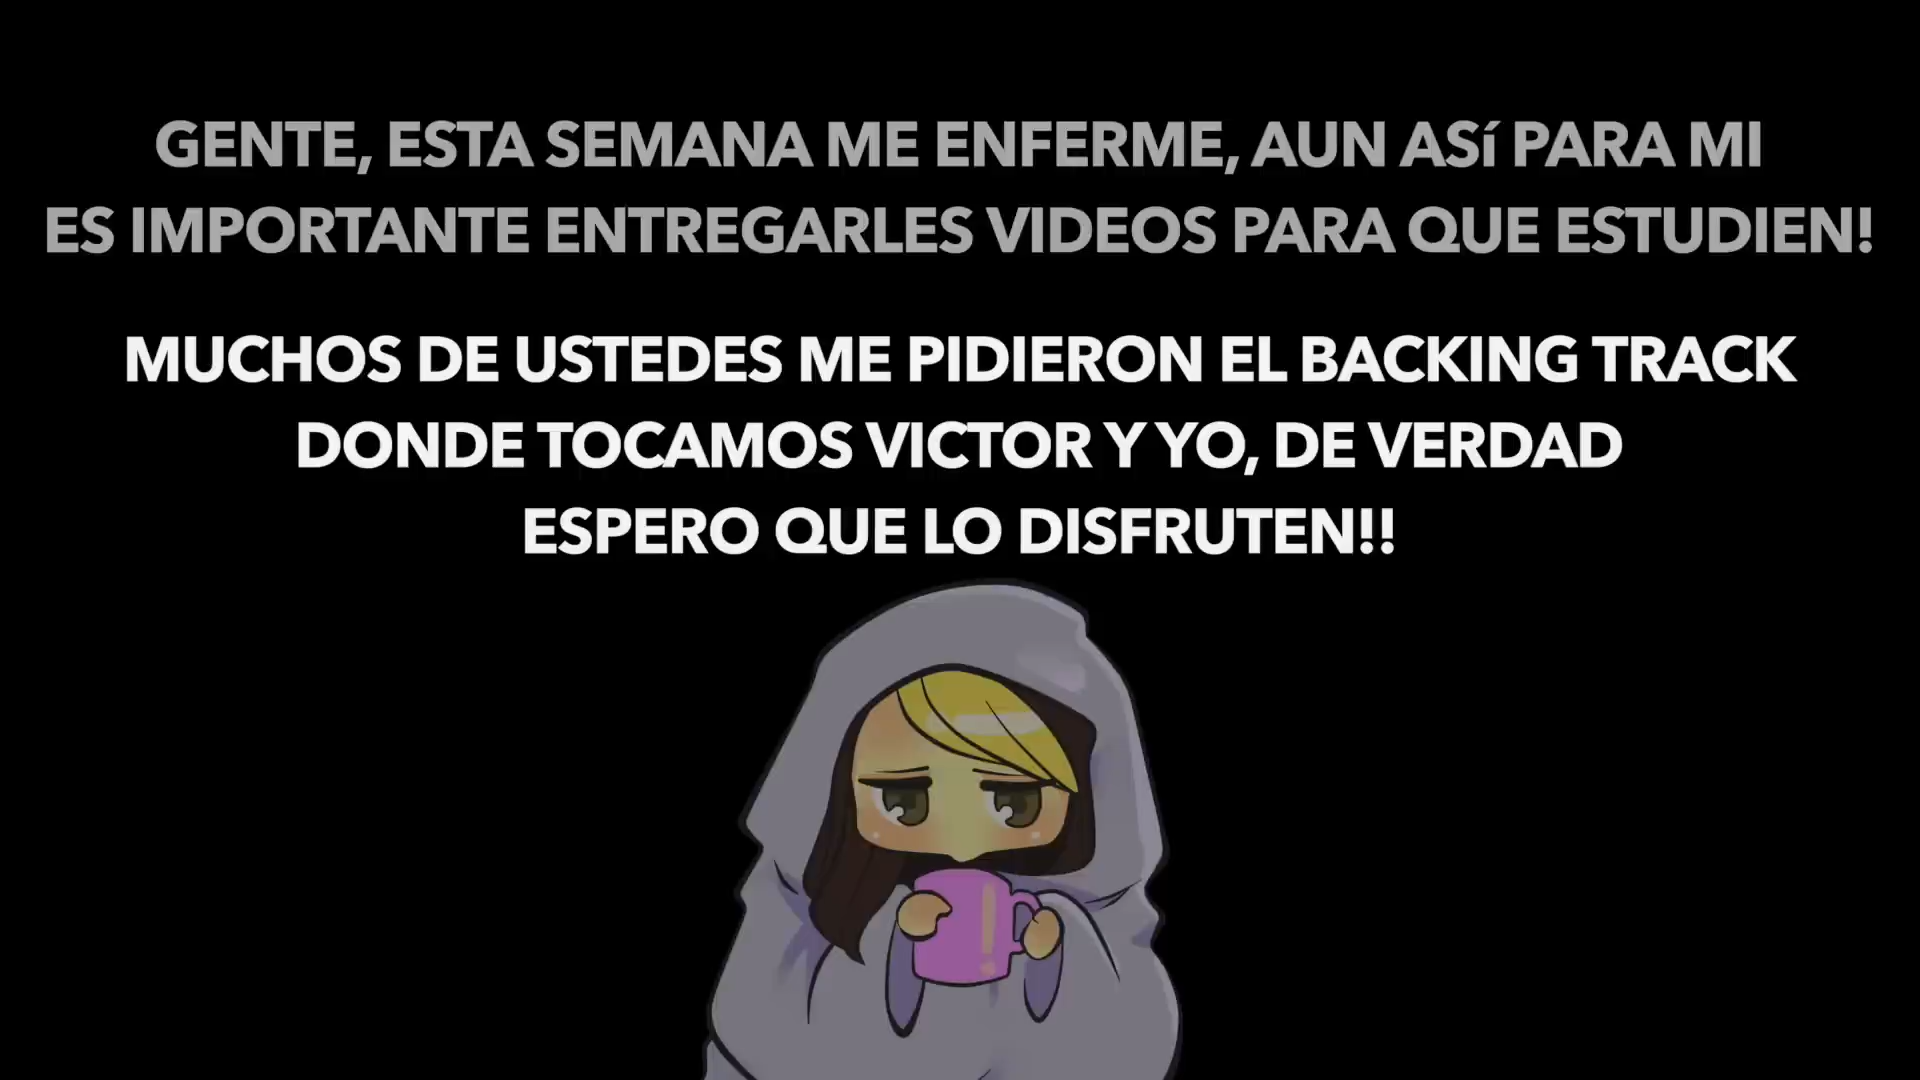 GENTE, ESTA SEMANA ME ENFERME, AUN ASí PARA MI
ES IMPORTANTE ENTREGARLES VIDEOS PARA QUE ESTUDIEN!
MUCHOS DE USTEDES ME PIDIERON EL BACKING TRACK
DONDE TOCAMOS VICTOR Y YO, DE VERDAD
ESPERO QUE LO DISFRUTEN!!